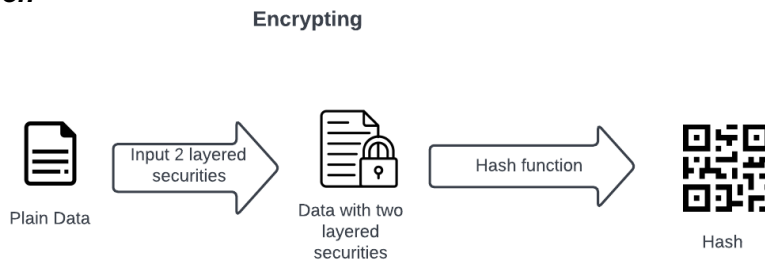 Encrypting
Input 2 layered
securities
Hash function
Plain Data
Data with two
layered
securities
Hash